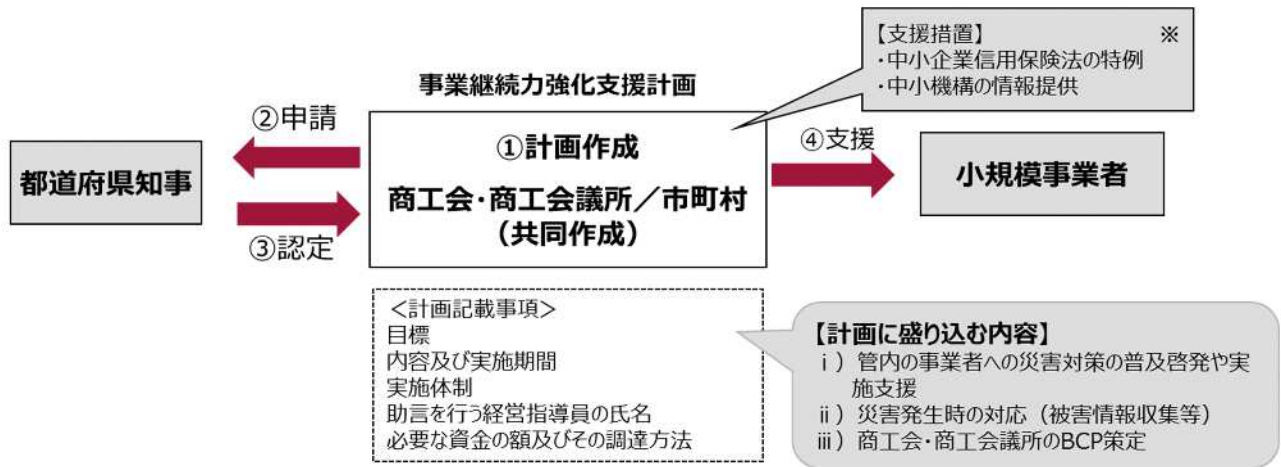 【支援措置】 ※
・中小企業信用保険法の特例
・中小機構の情報提供
事業継続力強化支援計画
②申請
①計画作成
④支援
都道府県知事
商工会・商工会議所／市町村
（共同作成）
小規模事業者
③認定
＜計画記載事項＞
目標
内容及び実施期間
実施体制
助言を行う経営指導員の氏名
必要な資金の額及びその調達方法
【計画に盛り込む内容】
ⅰ）管内の事業者への災害対策の普及啓発や実
施支援
ⅱ）災害発生時の対応（被害情報収集等）
ⅲ）商工会・商工会議所のBCP策定